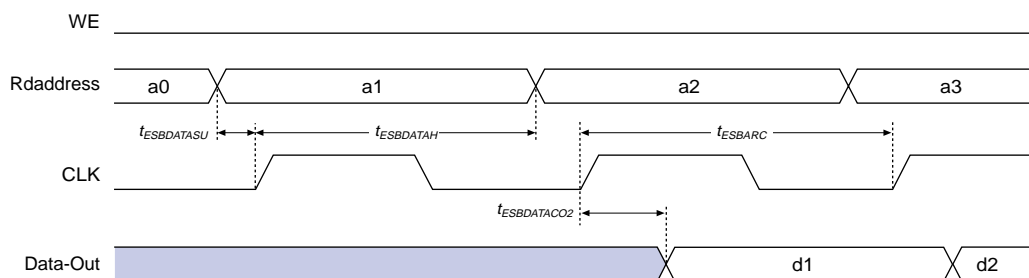 WE
Rdaddress a0 a1 a2 a3
tESBDATASU tESBDATAH tESBARC
CLK
tESBDATACO2
Data-Out d1 d2